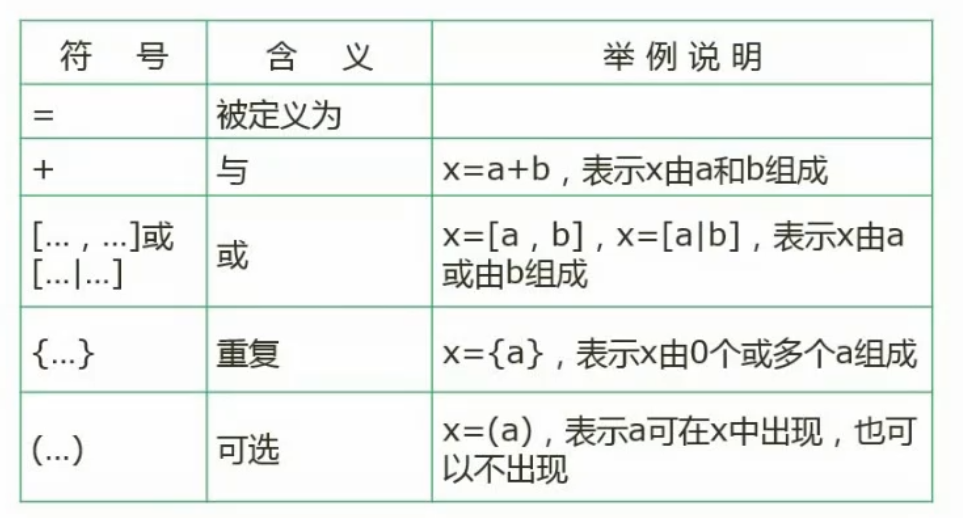 符 号 含 义 举 例 说 明
= 被定义为
+ 与 x=a+b，表示x由a和b组成
[…，…]或
[…|…]
或
x=[a，b]，x=[a|b]，表示x由a
或由b组成
{…} 重复 x={a}，表示x由0个或多个a组成
(…) 可选
x=(a)，表示a可在x中出现，也可
以不出现